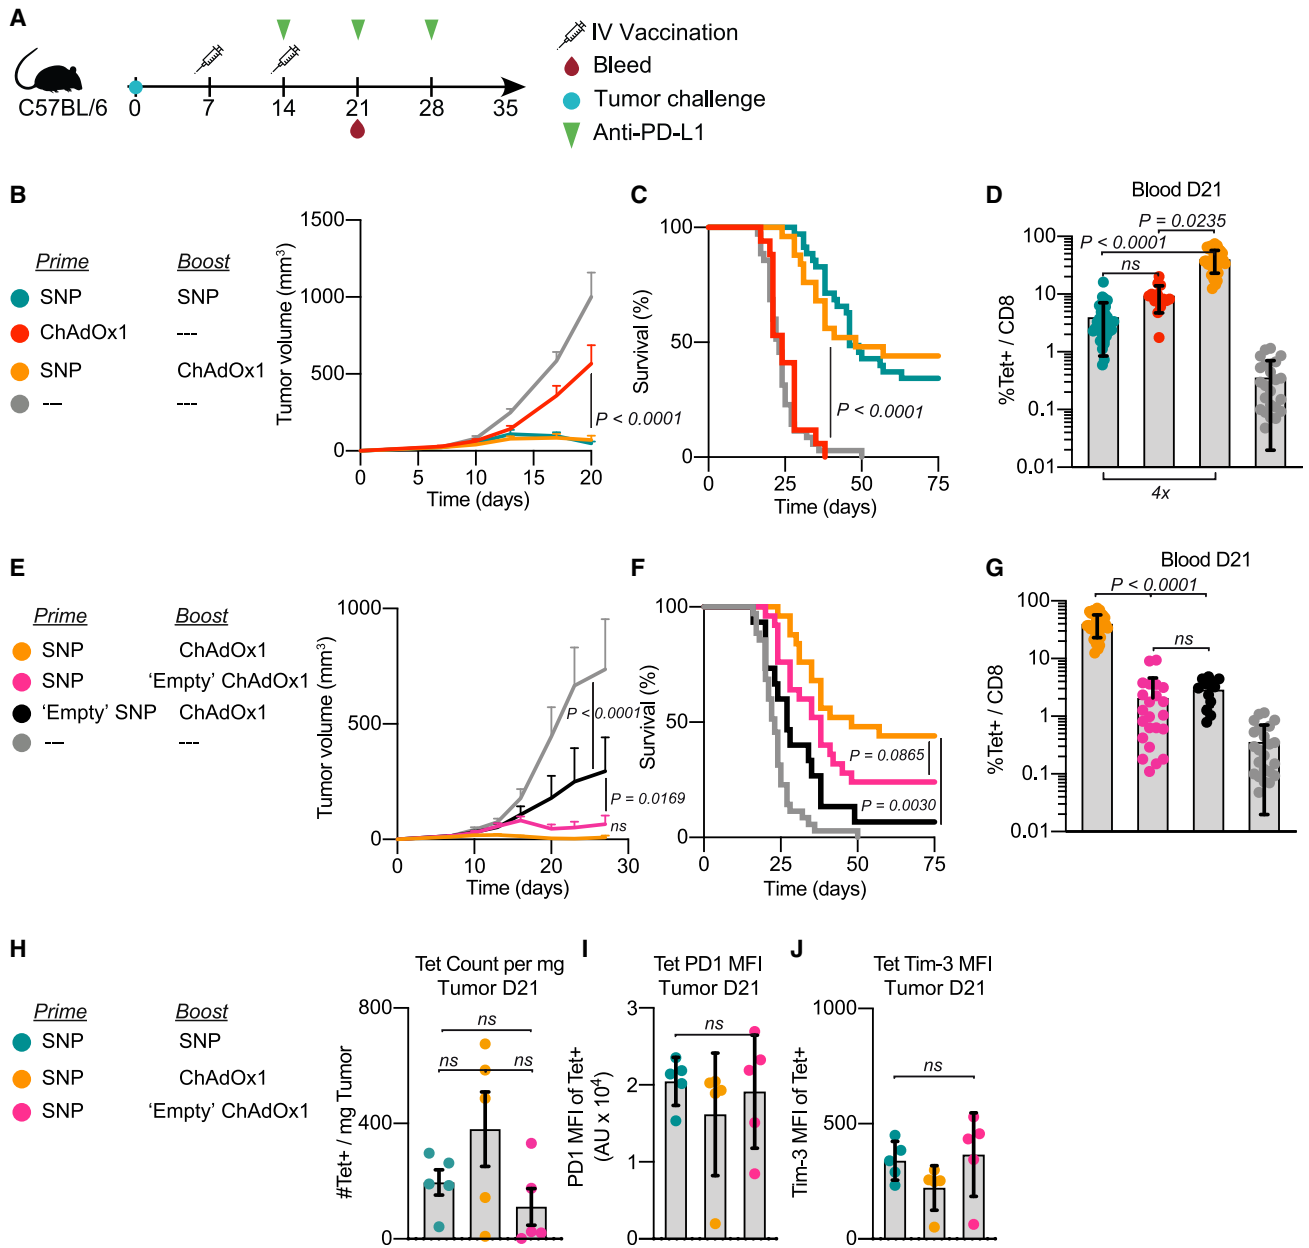 A
C57BL/6
0 7 14 21 28 35
IV Vaccination
Bleed
Tumor challenge
Anti-PD-L1
B
Prime Boost
SNP SNP
ChAdOx1 ---
SNP ChAdOx1
--- ---
Tumor volume (mm³)
1500
1000
500
0
0 5 10 15 20
Time (days)
P < 0.0001
C
Survival (%)
100
50
0
0 25 50 75
Time (days)
P < 0.0001
D
Blood D21
P = 0.0235
P < 0.0001
ns
%Tet+ / CD8
100
10
1
0.1
0.01
4x
E
Prime Boost
SNP ChAdOx1
SNP 'Empty' ChAdOx1
'Empty' SNP ChAdOx1
--- ---
Tumor volume (mm³)
1000
500
0
0 10 20 30
Time (days)
P < 0.0001
P = 0.0169
ns
F
Survival (%)
100
50
0
0 25 50 75
Time (days)
P = 0.0865
P = 0.0030
G
Blood D21
P < 0.0001
ns
%Tet+ / CD8
100
10
1
0.1
0.01
H
Prime Boost
SNP SNP
SNP ChAdOx1
SNP 'Empty' ChAdOx1
Tet Count per mg
Tumor D21
#Tet+ / mg Tumor
800
400
0
ns
ns ns
I
Tet PD1 MFI
Tumor D21
PD1 MFI of Tet+
(AU x 10⁴)
3
2
1
0
ns
J
Tet Tim-3 MFI
Tumor D21
Tim-3 MFI of Tet+
1000
500
0
ns